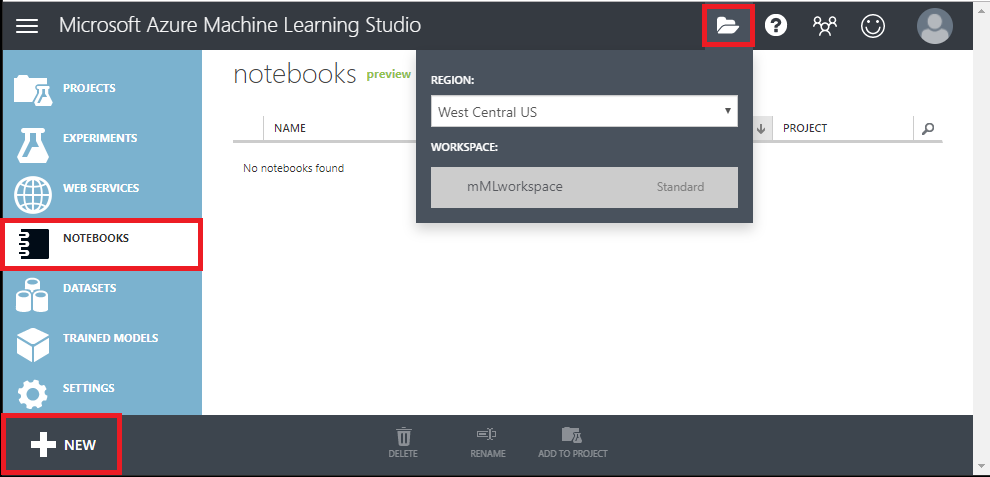 Microsoft Azure Machine Learning Studio
PROJECTS
EXPERIMENTS
WEB SERVICES
NOTEBOOKS
DATASETS
TRAINED MODELS
SETTINGS
notebooks preview
NAME
PROJECT
No notebooks found
REGION:
West Central US
WORKSPACE:
mMLworkspace Standard
NEW
DELETE
RENAME
ADD TO PROJECT